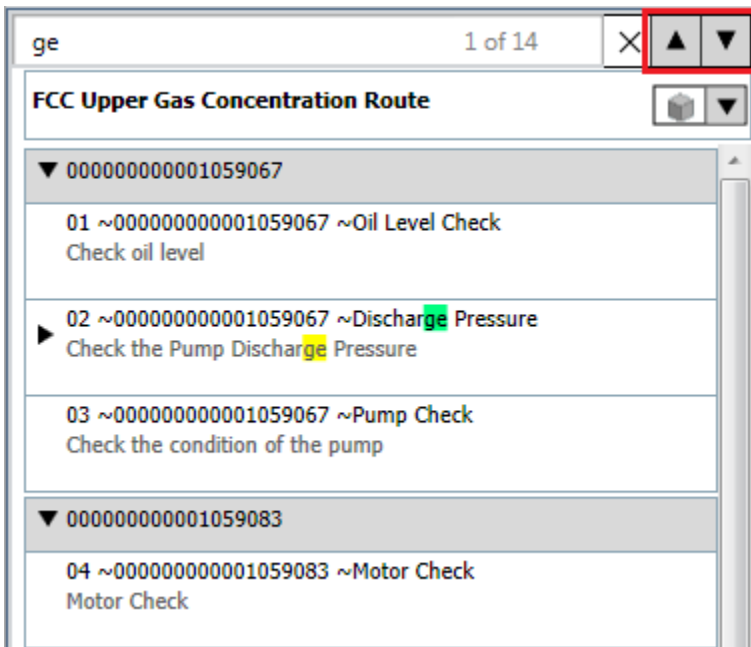 ge 1 of 14
FCC Upper Gas Concentration Route
000000000001059067
01 ~000000000001059067 ~Oil Level Check
Check oil level
02 ~000000000001059067 ~Discharge Pressure
Check the Pump Discharge Pressure
03 ~000000000001059067 ~Pump Check
Check the condition of the pump
000000000001059083
04 ~000000000001059083 ~Motor Check
Motor Check